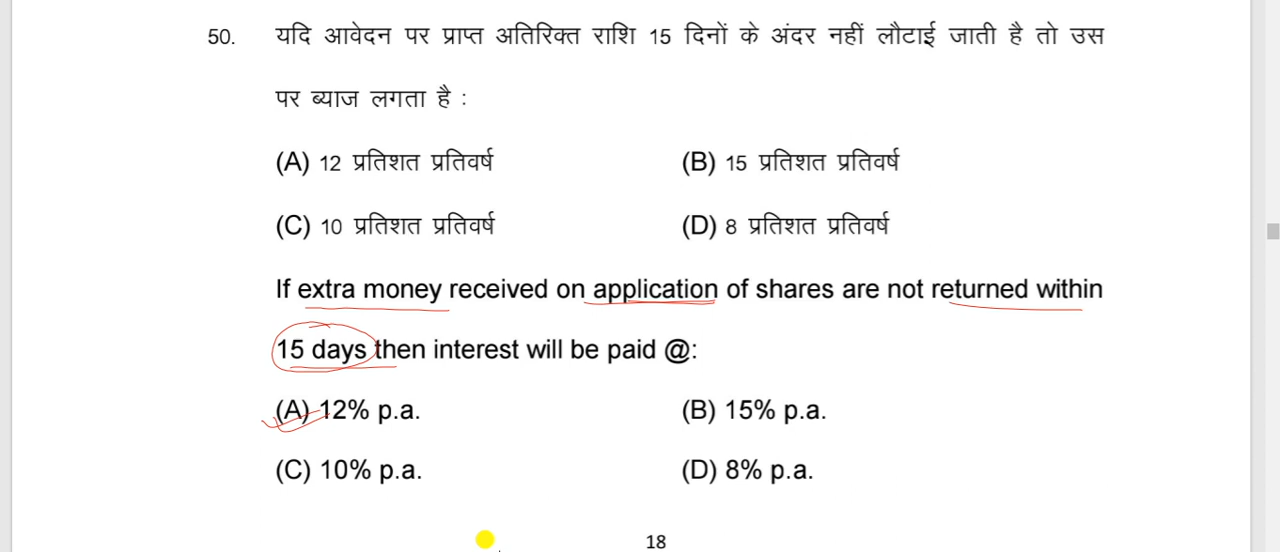 50. यदि आवेदन पर प्राप्त अतिरिक्त राशि 15 दिनों के अंदर नहीं लौटाई जाती है तो उस
पर ब्याज लगता है :
(A) 12 प्रतिशत प्रतिवर्ष (B) 15 प्रतिशत प्रतिवर्ष
(C) 10 प्रतिशत प्रतिवर्ष (D) 8 प्रतिशत प्रतिवर्ष
If extra money received on application of shares are not returned within
15 days then interest will be paid @:
(A) 12% p.a. (B) 15% p.a.
(C) 10% p.a. (D) 8% p.a.
18